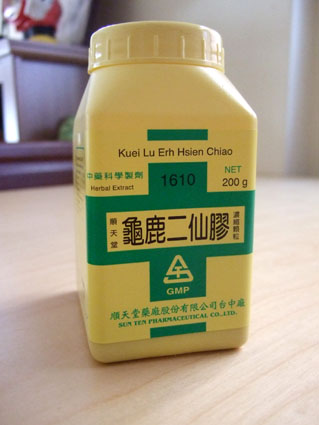 Kuei Lu Erh Hsien Chiao
中藥科學製劑
Herbal Extract
1610
NET
200 g
順天堂
龜鹿二仙膠
濃縮顆粒
GMP
順天堂藥廠股份有限公司台中廠
SUN TEN PHARMACEUTICAL CO.,LTD.